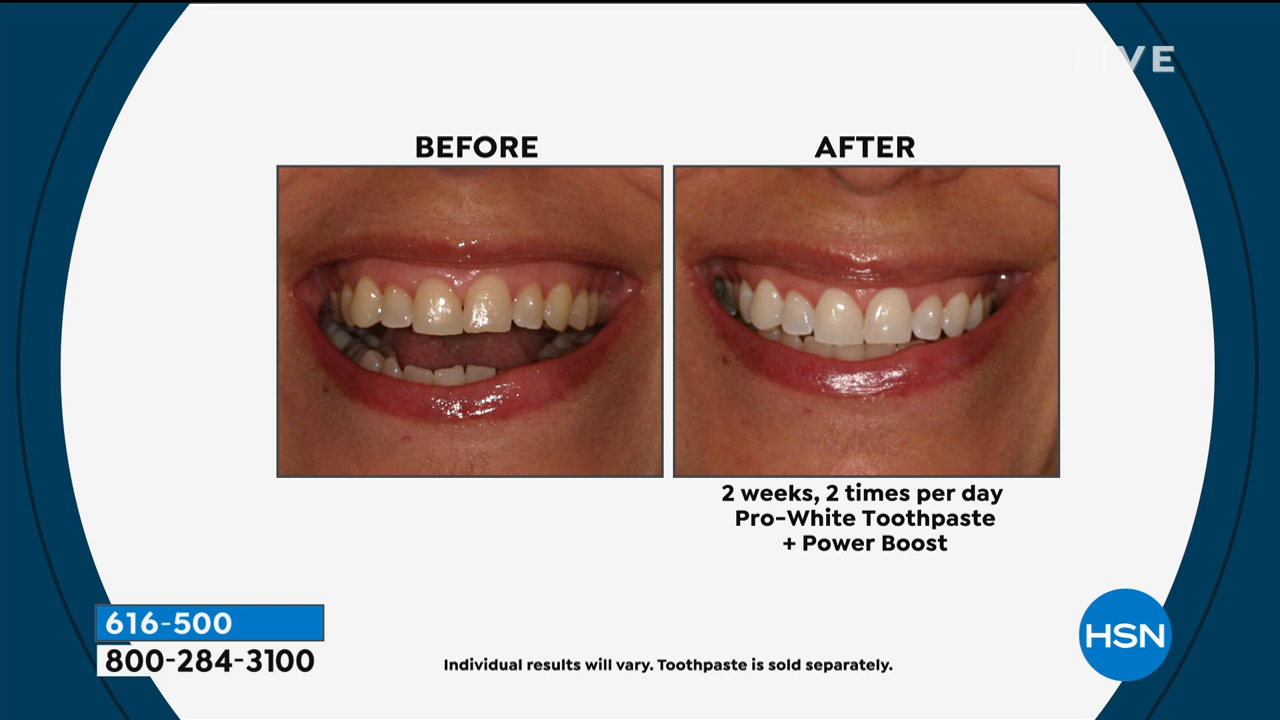 LIVE
BEFORE
AFTER
2 weeks, 2 times per day
Pro-White Toothpaste
+ Power Boost
616-500
800-284-3100
Individual results will vary. Toothpaste is sold separately.
HSN